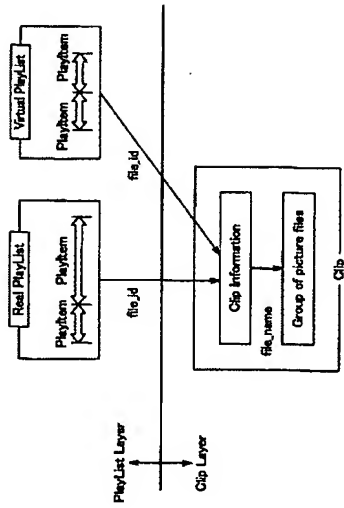 Real PlayList
PlayItem PlayItem
Virtual PlayList
PlayItem PlayItem
file_id
file_id
PlayList Layer
Clip Layer
Clip Information
file_name
Group of picture files
Clip